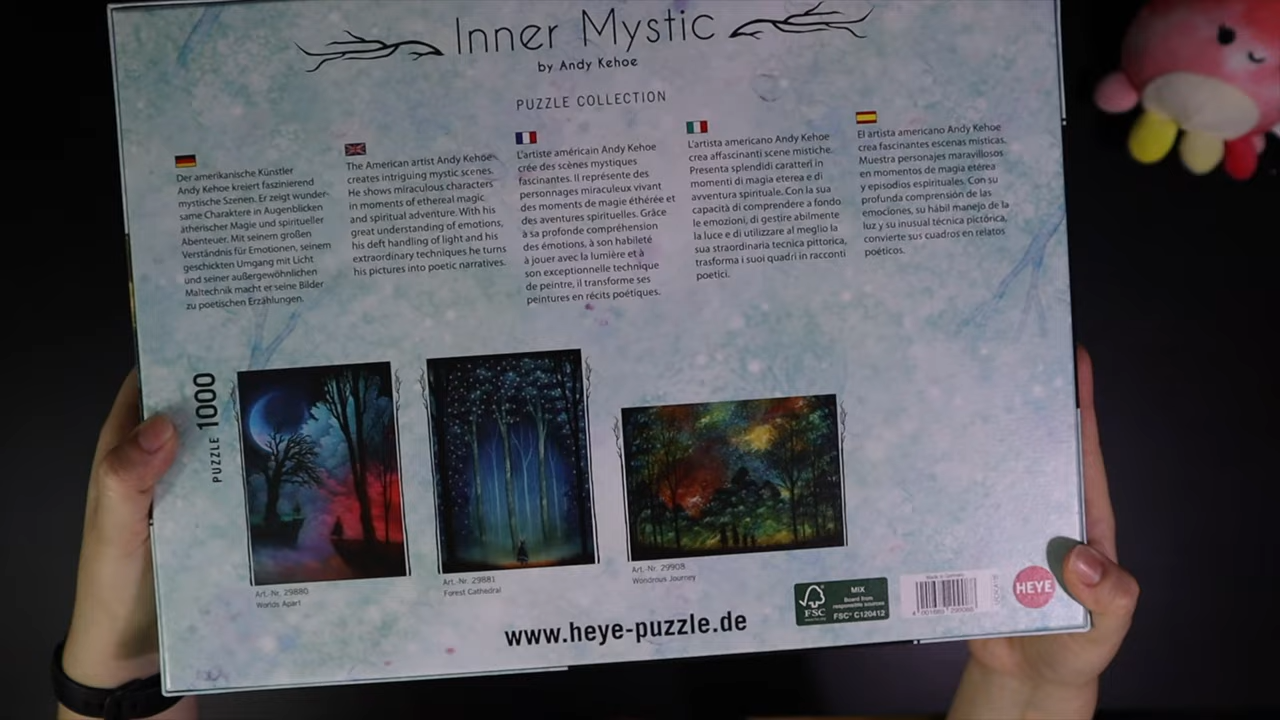 Inner Mystic
by Andy Kehoe
PUZZLE COLLECTION
Der amerikanische Künstler
Andy Kehoe kreiert faszinierend
mystische Szenen. Er zeigt wunder-
same Charaktere in Augenblicken
ätherischer Magie und spiritueller
Abenteuer. Mit seinem großen
Verständnis für Emotionen, seinem
geschickten Umgang mit Licht
und seiner außergewöhnlichen
Maltechnik macht er seine Bilder
zu poetischen Erzählungen.
The American artist Andy Kehoe
creates intriguing mystic scenes.
He shows miraculous characters
in moments of ethereal magic
and spiritual adventure. With his
great understanding of emotions,
his deft handling of light and his
extraordinary techniques he turns
his pictures into poetic narratives.
L'artiste américain Andy Kehoe
crée des scènes mystiques
fascinantes. Il représente des
personnages miraculeux vivant
des moments de magie éthérée et
des aventures spirituelles. Grâce
à sa profonde compréhension
des émotions, à son habileté
à jouer avec la lumière et à
son exceptionnelle technique
de peintre, il transforme ses
peintures en récits poétiques.
L'artista americano Andy Kehoe
crea affascinanti scene mistiche.
Presenta splendidi caratteri in
momenti di magia eterea e di
avventura spirituale. Con la sua
capacità di comprendere a fondo
le emozioni, di gestire abilmente
la luce e di utilizzare al meglio la
sua straordinaria tecnica pittorica,
trasforma i suoi quadri in racconti
poetici.
El artista americano Andy Kehoe
crea fascinantes escenas místicas.
Muestra personajes maravillosos
en momentos de magia etérea
y episodios espirituales. Con su
profunda comprensión de las
emociones, su hábil manejo de la
luz y su inusual técnica pictórica,
convierte sus cuadros en relatos
poéticos.
PUZZLE 1000
Art.-Nr. 29880
Worlds Apart
Art.-Nr. 29881
Forest Cathedral
Art.-Nr. 29908
Wondrous Journey
www.heye-puzzle.de
FSC
MIX
Board from
responsible sources
FSC® C120412
Made in Germany
HEYE